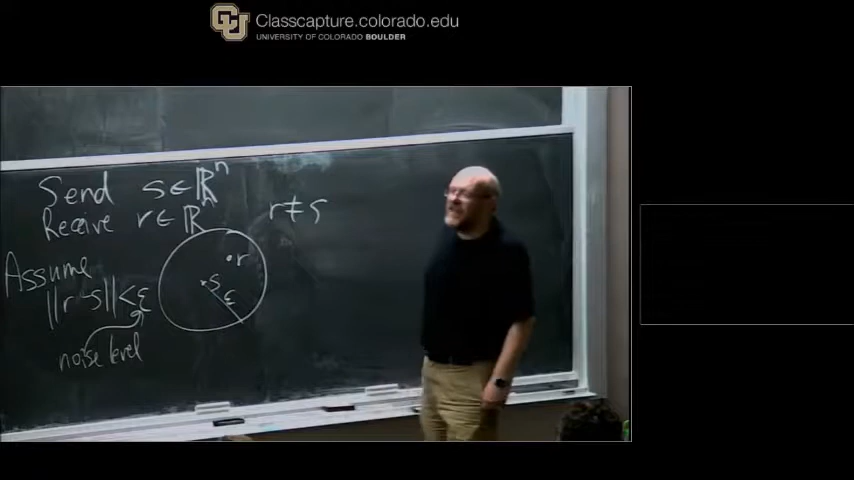 Classcapture.colorado.edu
UNIVERSITY OF COLORADO BOULDER
Send s ∈ ℝⁿ
Receive r ∈ ℝⁿ r ≠ s
Assume
||r-s|| < ε
noise level
r
s
ε